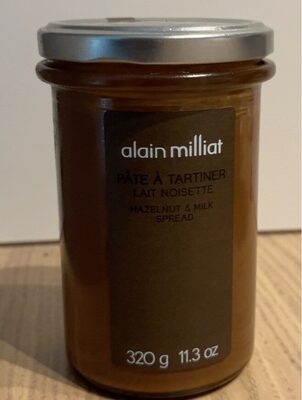 alain milliat
PÂTE À TARTINER
LAIT NOISETTE
HAZELNUT & MILK
SPREAD
320 g 11.3 oz